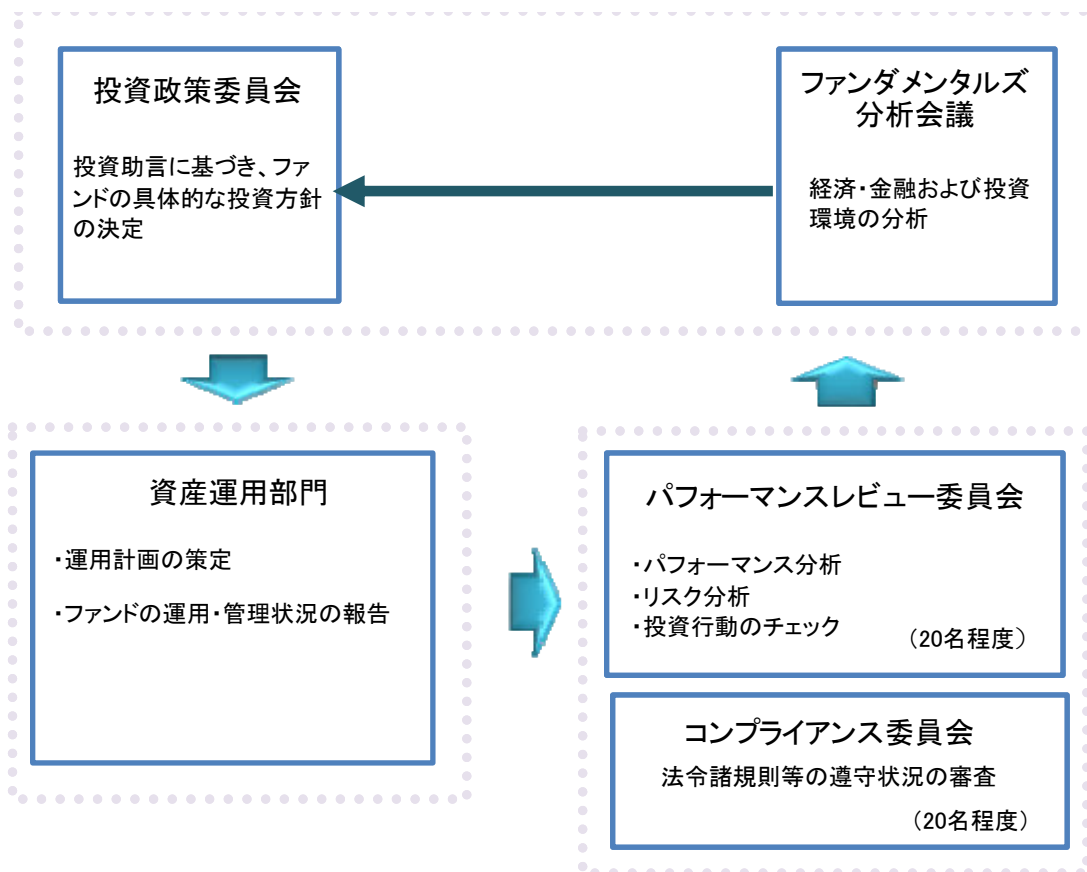 投資政策委員会
投資助言に基づき、ファ
ンドの具体的な投資方針
の決定
ファンダメンタルズ
分析会議
経済・金融および投資
環境の分析
資産運用部門
・運用計画の策定
・ファンドの運用・管理状況の報告
パフォーマンスレビュー委員会
・パフォーマンス分析
・リスク分析
・投資行動のチェック
（20名程度）
コンプライアンス委員会
法令諸規則等の遵守状況の審査
（20名程度）